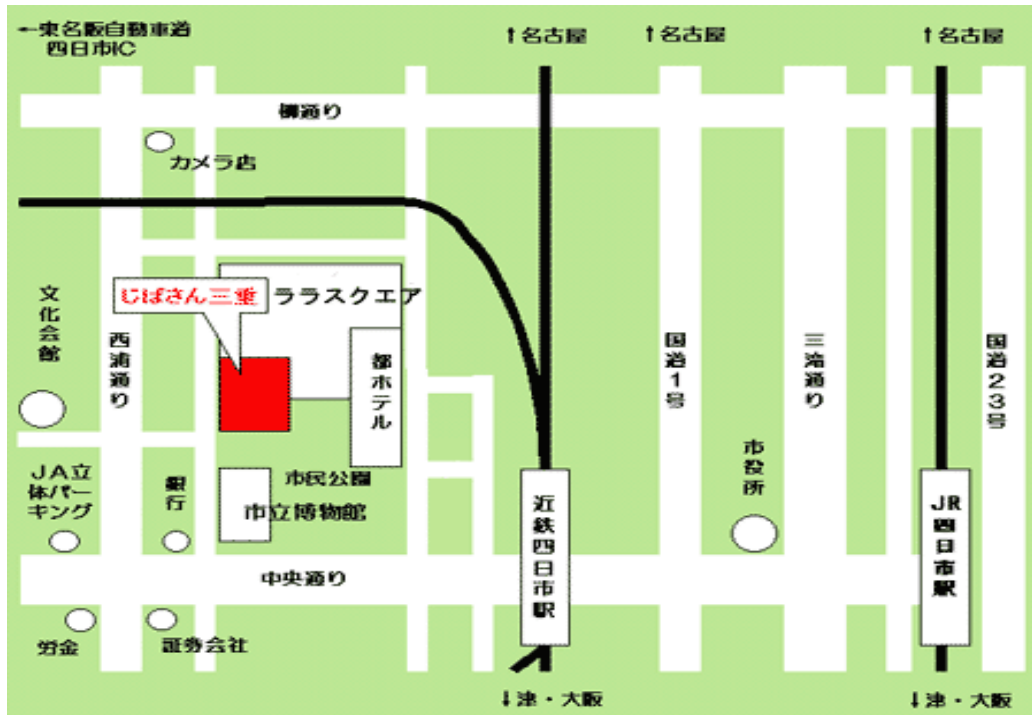 ←東名阪自動車道
四日市IC
↑名古屋
↑名古屋
↑名古屋
柳通り
カメラ店
じばさん三重
ララスクエア
文化会館
西浦通り
都ホテル
国道1号
三滝通り
国道23号
JA立
体パー
キング
銀行
市民公園
市立博物館
市役所
近鉄四日市駅
JR四日市駅
中央通り
労金
証券会社
↓津・大阪
↓津・大阪